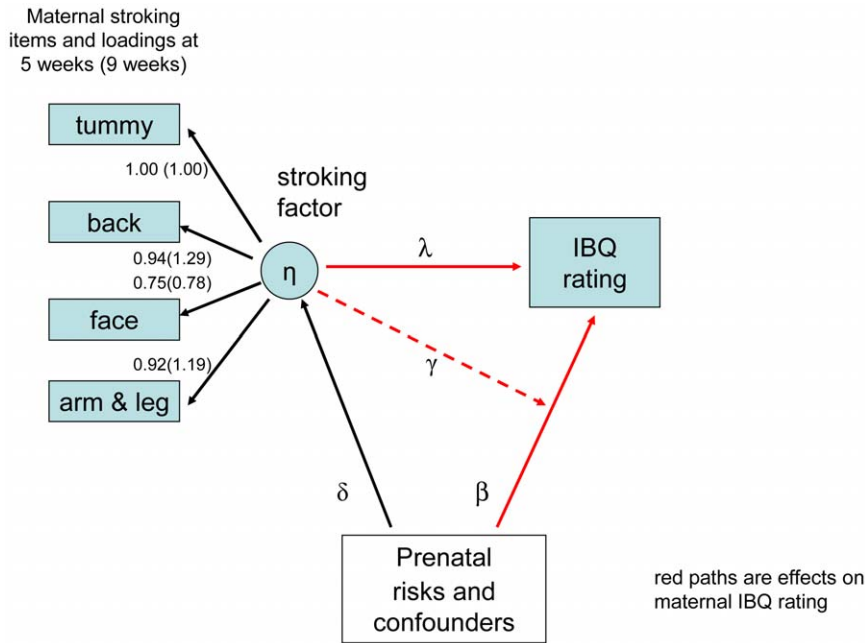 Maternal stroking
items and loadings at
5 weeks (9 weeks)
tummy
1.00 (1.00)
stroking
factor
back
0.94(1.29)
0.75(0.78)
η
λ
IBQ
rating
face
γ
0.92(1.19)
arm & leg
δ
β
Prenatal
risks and
confounders
red paths are effects on
maternal IBQ rating